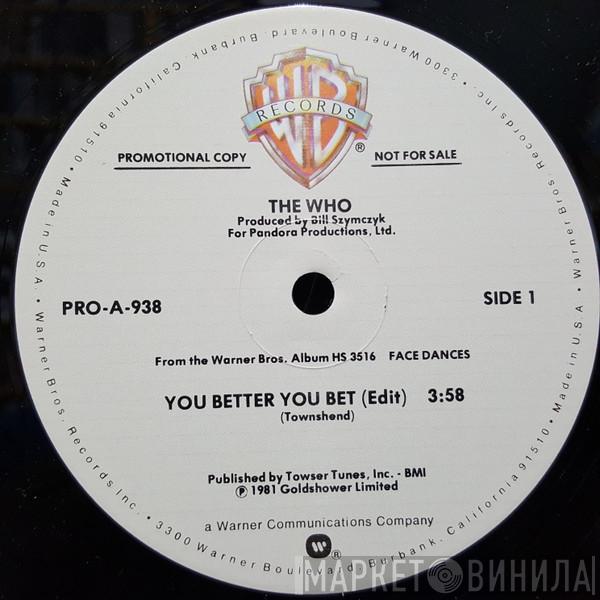 3300 Warner Boulevard, Burbank, California 91510 • Made in U.S.A. • Warner Bros. Records Inc. • 3300 Warner Boulevard, Burbank, California 91510 • Made in U.S.A. • Warner Bros. Records Inc. •
WB
RECORDS
®
PROMOTIONAL COPY
NOT FOR SALE
THE WHO
Produced by Bill Szymczyk
For Pandora Productions, Ltd.
PRO-A-938
SIDE 1
From the Warner Bros. Album HS 3516 FACE DANCES
YOU BETTER YOU BET (Edit) 3:58
(Townshend)
Published by Towser Tunes, Inc. - BMI
℗ 1981 Goldshower Limited
a Warner Communications Company
®
МАРКЕТ ВИНИЛА